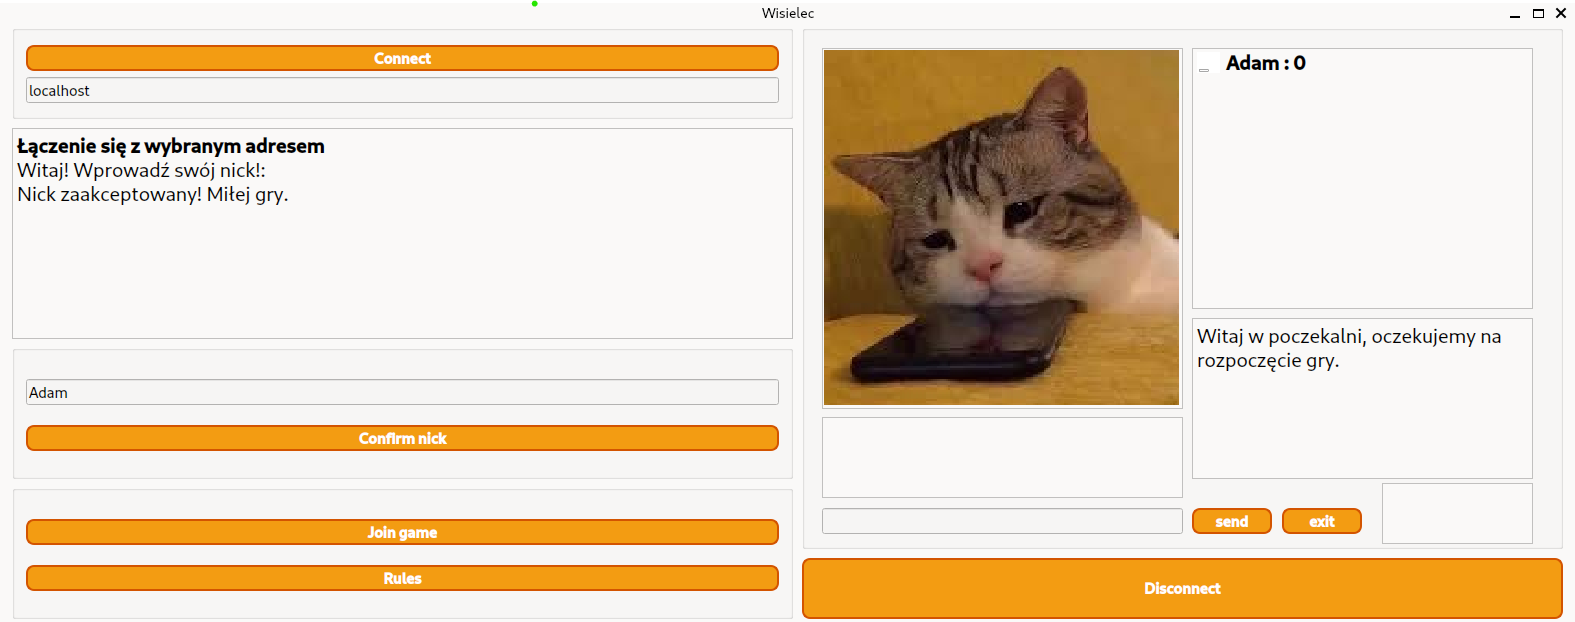 Wisielec
Connect
localhost
Łączenie się z wybranym adresem
Witaj! Wprowadź swój nick!:
Nick zaakceptowany! Miłej gry.
Adam
Confirm nick
Join game
Rules
Adam : 0
Witaj w poczekalni, oczekujemy na
rozpoczęcie gry.
send
exit
Disconnect